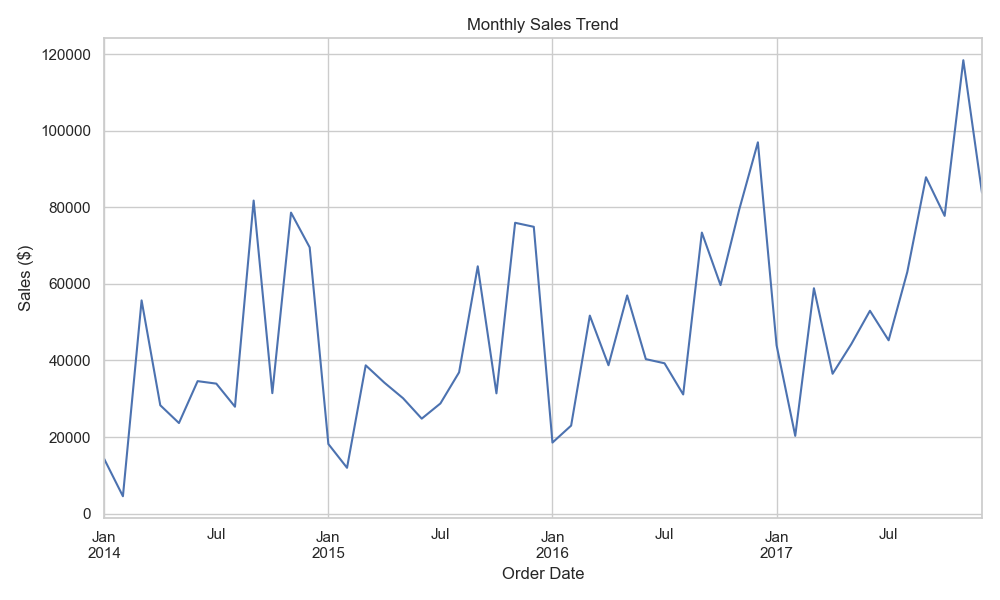 Monthly Sales Trend
120000
100000
80000
60000
40000
20000
0
Sales ($)
Jan Jul Jan Jul Jan Jul Jan Jul
2014 2015 2016 2017
Order Date